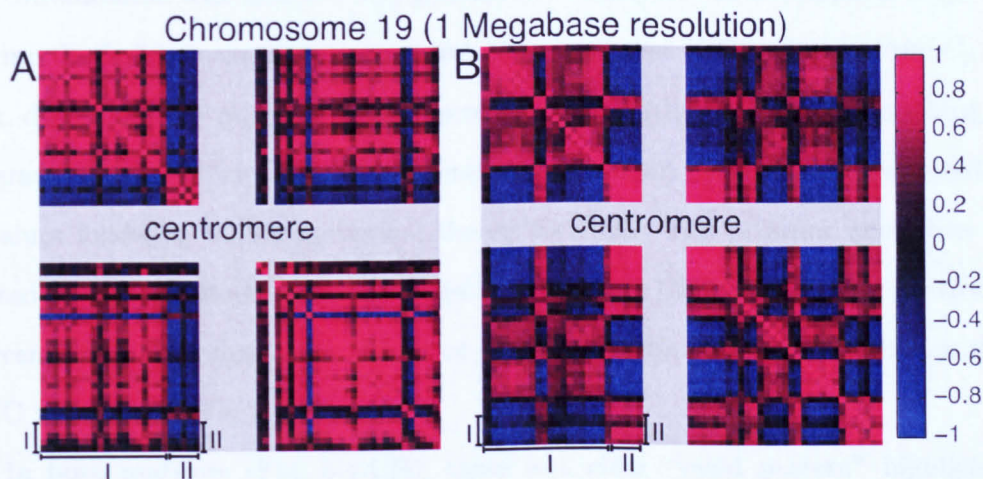 Chromosome 19 (1 Megabase resolution)
A
B
1
0.8
0.6
0.4
0.2
0
−0.2
−0.4
−0.6
−0.8
−1
centromere
centromere
I
II
I
II
I
II
I
II